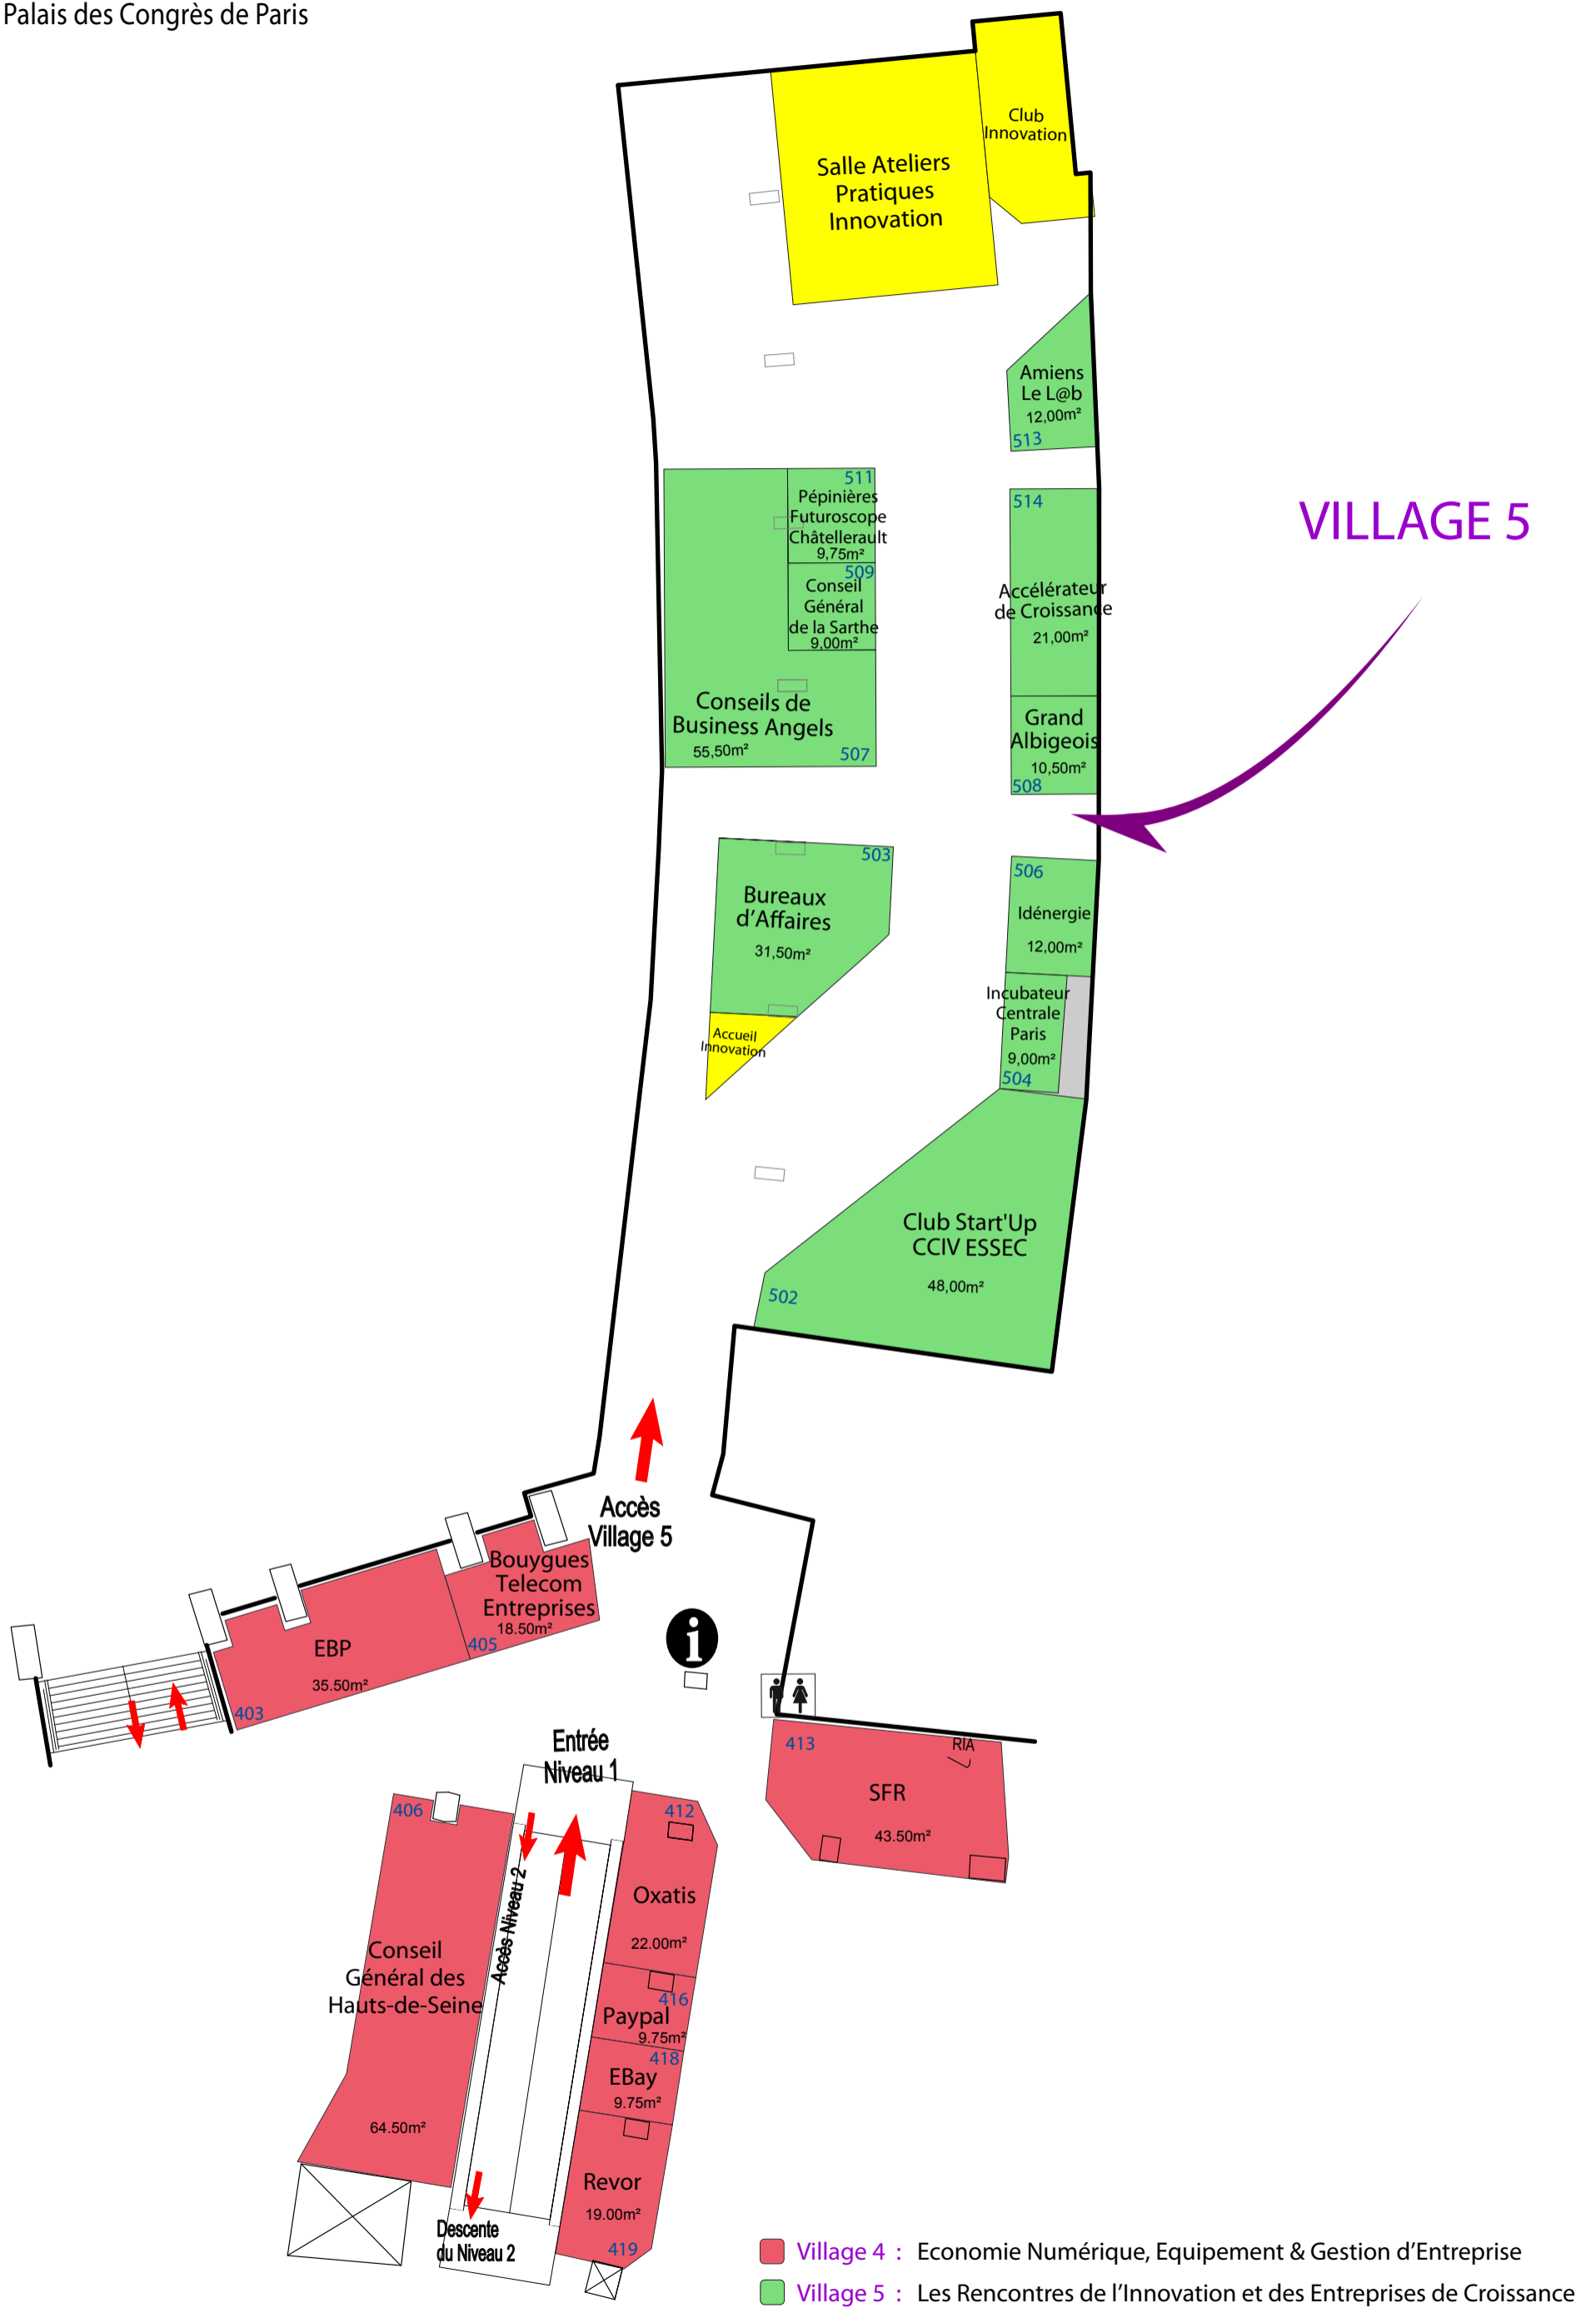 Palais des Congrès de Paris
Club
Innovation
Salle Ateliers
Pratiques
Innovation
Amiens
Le L@b
12,00m²
513
511
Pépinières
Futuroscope
Châtellerault
9,75m²
509
Conseil
Général
de la Sarthe
9,00m²
Conseils de
Business Angels
55,50m²
507
514
Accélérateur
de Croissance
21,00m²
Grand
Albigeois
10,50m²
508
VILLAGE 5
503
Bureaux
d’Affaires
31,50m²
Accueil
Innovation
506
Idénergie
12,00m²
Incubateur
Centrale
Paris
9,00m²
504
Club Start'Up
CCIV ESSEC
48,00m²
502
Accès
Village 5
Bouygues
Telecom
Entreprises
18.50m²
405
EBP
35.50m²
403
i
Entrée
Niveau 1
413
RIA
SFR
43.50m²
406
Conseil
Général des
Hauts-de-Seine
64.50m²
Accès Niveau 2
412
Oxatis
22.00m²
416
Paypal
9.75m²
418
EBay
9.75m²
Revor
19.00m²
419
Descente
du Niveau 2
Village 4 : Economie Numérique, Equipement & Gestion d’Entreprise
Village 5 : Les Rencontres de l’Innovation et des Entreprises de Croissance